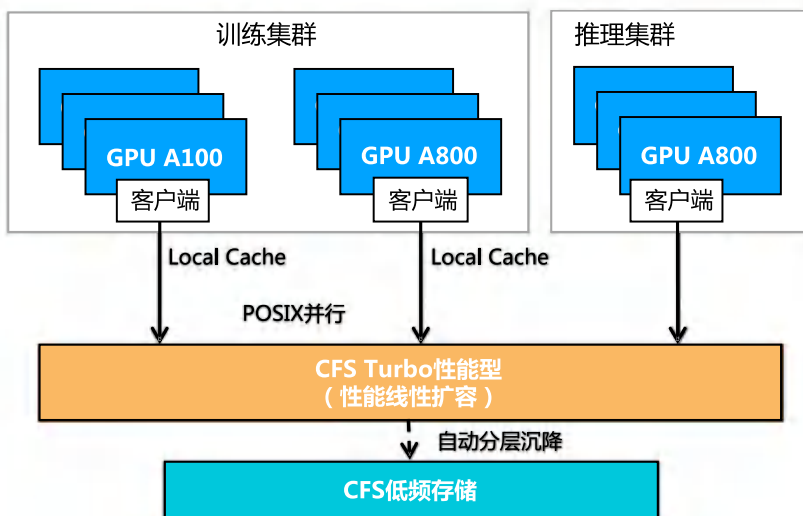 训练集群
推理集群
GPU A100
GPU A800
GPU A800
客户端
客户端
客户端
Local Cache
Local Cache
POSIX并行
CFS Turbo性能型
（性能线性扩容）
自动分层沉降
CFS低频存储